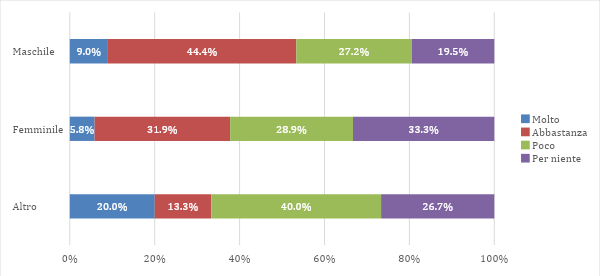 Maschile
9.0%
44.4%
27.2%
19.5%
Femminile
5.8%
31.9%
28.9%
33.3%
Altro
20.0%
13.3%
40.0%
26.7%
0%
20%
40%
60%
80%
100%
Molto
Abbastanza
Poco
Per niente